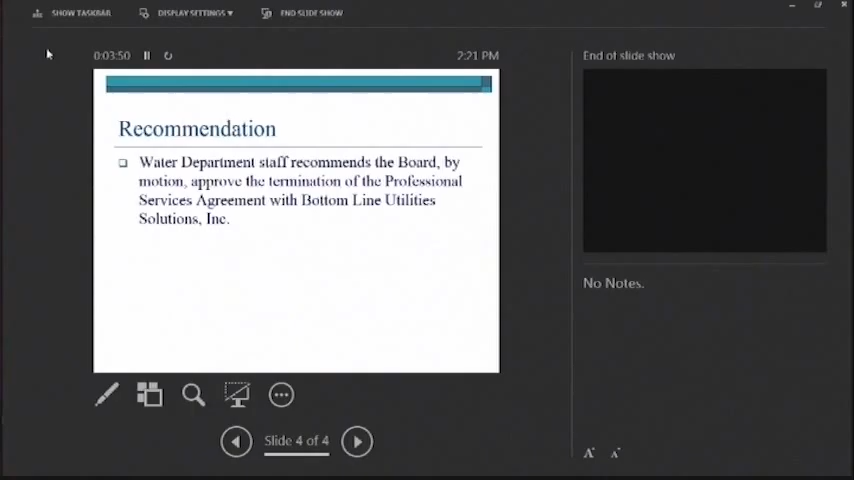 SHOW TASKBAR
DISPLAY SETTINGS ▾
END SLIDE SHOW
0:03:50
2:21 PM
End of slide show
Recommendation
Water Department staff recommends the Board, by
motion, approve the termination of the Professional
Services Agreement with Bottom Line Utilities
Solutions, Inc.
No Notes.
Slide 4 of 4
A A